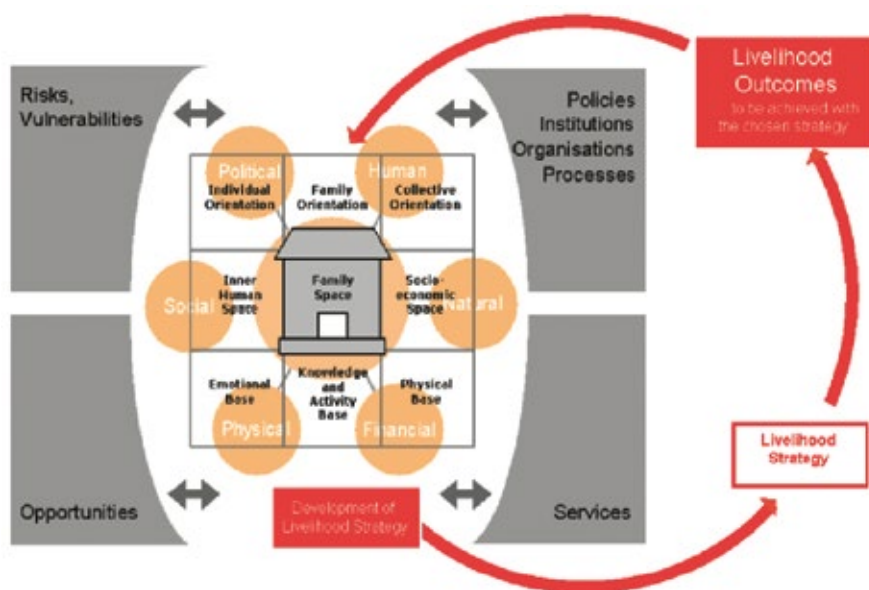 Risks,
Vulnerabilities
Policies
Institutions
Organisations
Processes
Livelihood
Outcomes
to be achieved with
the chosen strategy
Political
Human
Individual
Orientation
Family
Orientation
Collective
Orientation
Social
Inner
Human
Space
Family
Space
Socio-
economic
Space
Natural
Emotional
Base
Knowledge
and
Activity
Base
Physical
Base
Physical
Financial
Livelihood
Strategy
Opportunities
Development of
Livelihood Strategy
Services